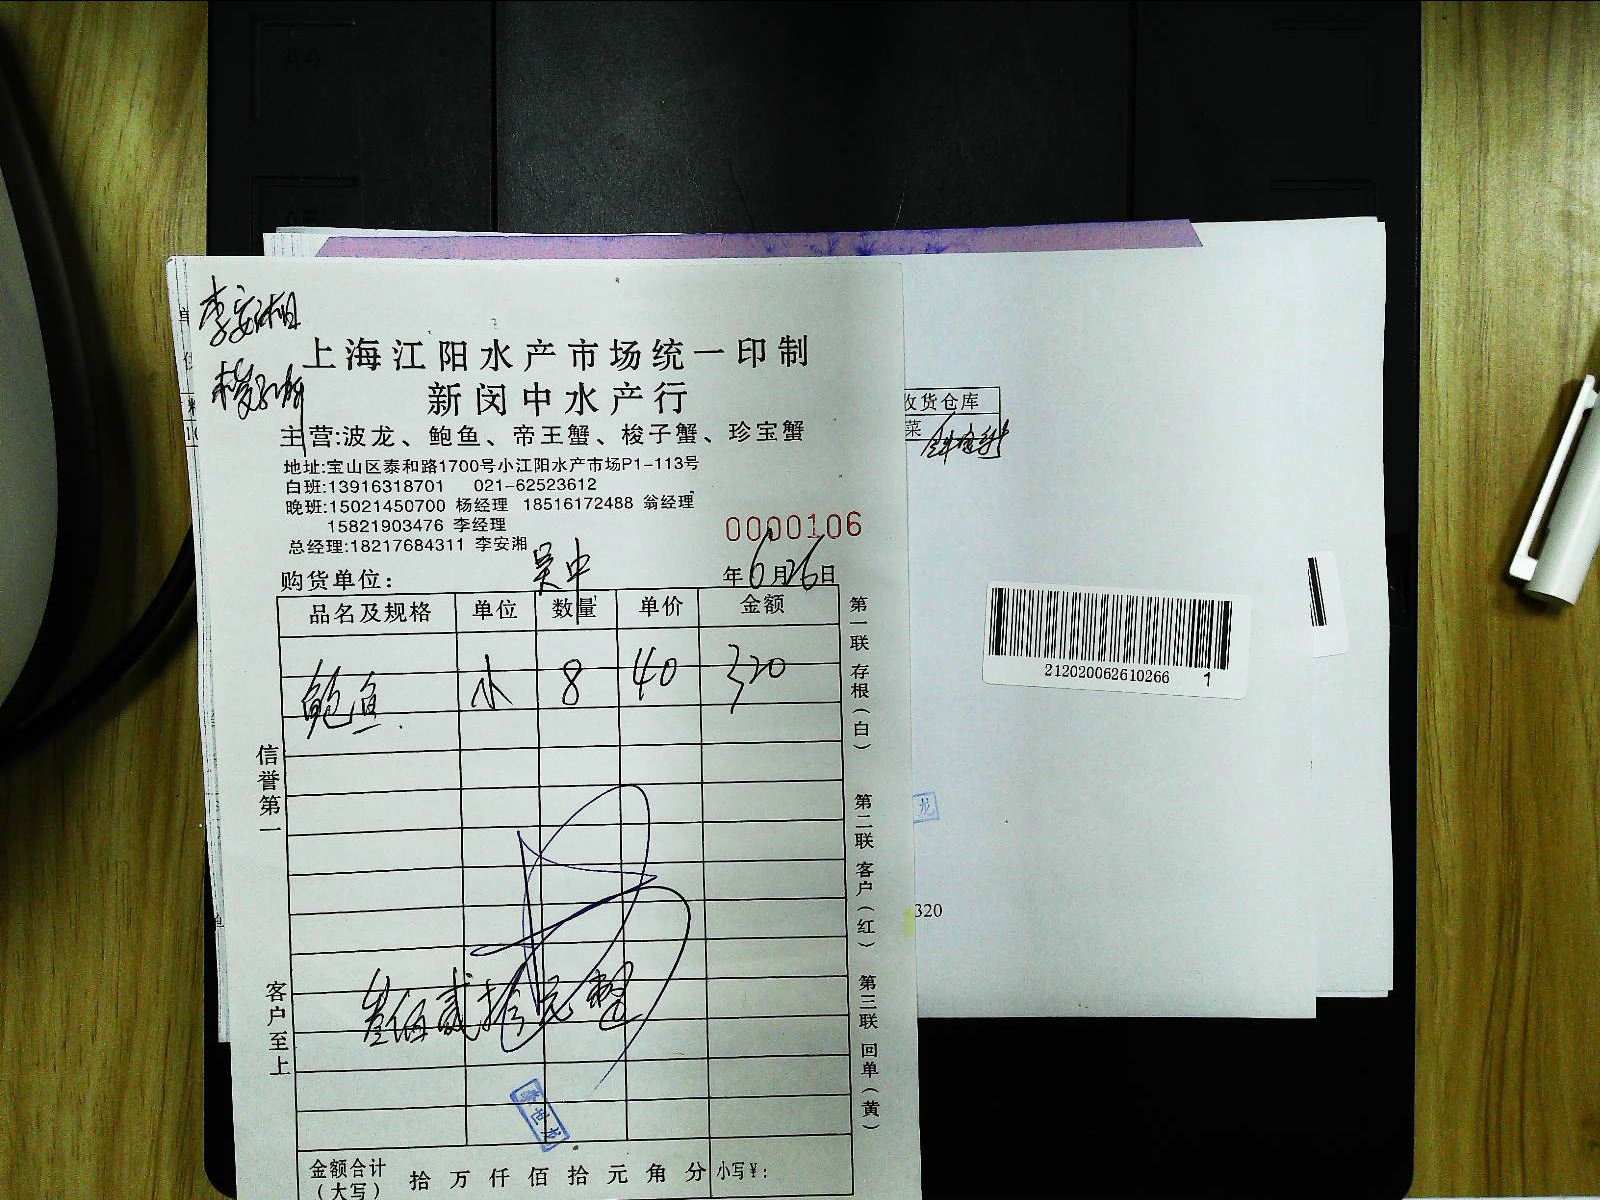 李安湘
上海江阳水产市场统一印制
新闵中水产行
主营:波龙、鲍鱼、帝王蟹、梭子蟹、珍宝蟹
地址:宝山区泰和路1700号小江阳水产市场P1-113号
白班:13916318701 021-62523612
晚班:15021450700 杨经理 18516172488 翁经理
15821903476 李经理
总经理:18217684311 李安湘
0000106
购货单位: 吴中 年6月26日
品名及规格 单位 数量 单价 金额
鲍鱼 小 8 40 320
叁佰贰拾元整
李世龙
金额合计(大写) 拾 万 仟 佰 拾 元 角 分 小写¥:
信誉第一
客户至上
第一联 存根(白)
第二联 客户(红)
第三联 回单(黄)
收货仓库
菜
212020062610266 1
龙
320
A4
A5